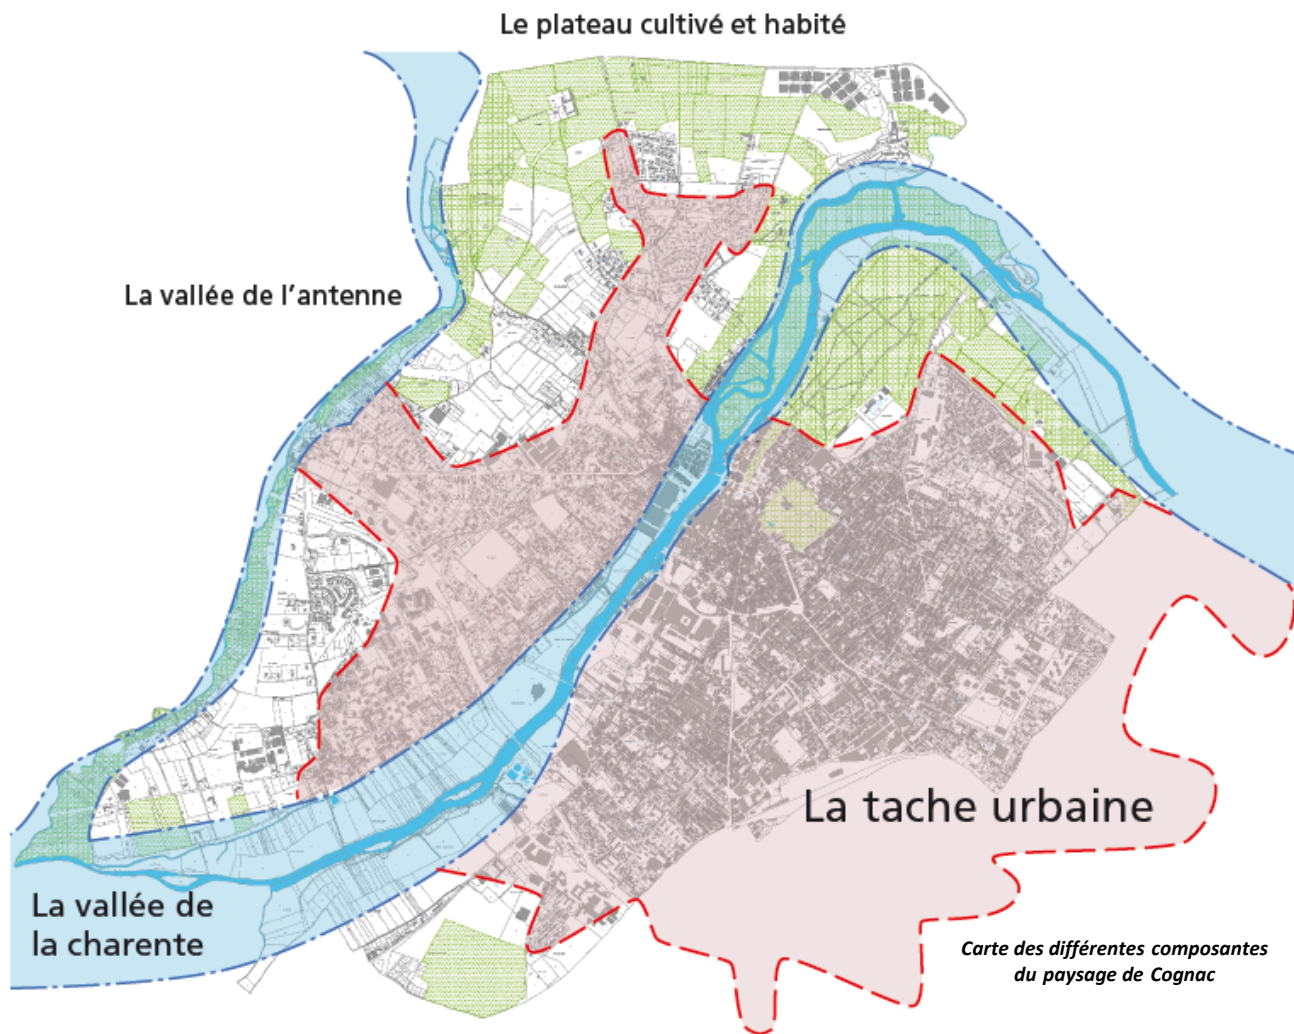 Le plateau cultivé et habité
La vallée de l'antenne
La tache urbaine
La vallée de
la charente
Carte des différentes composantes
du paysage de Cognac